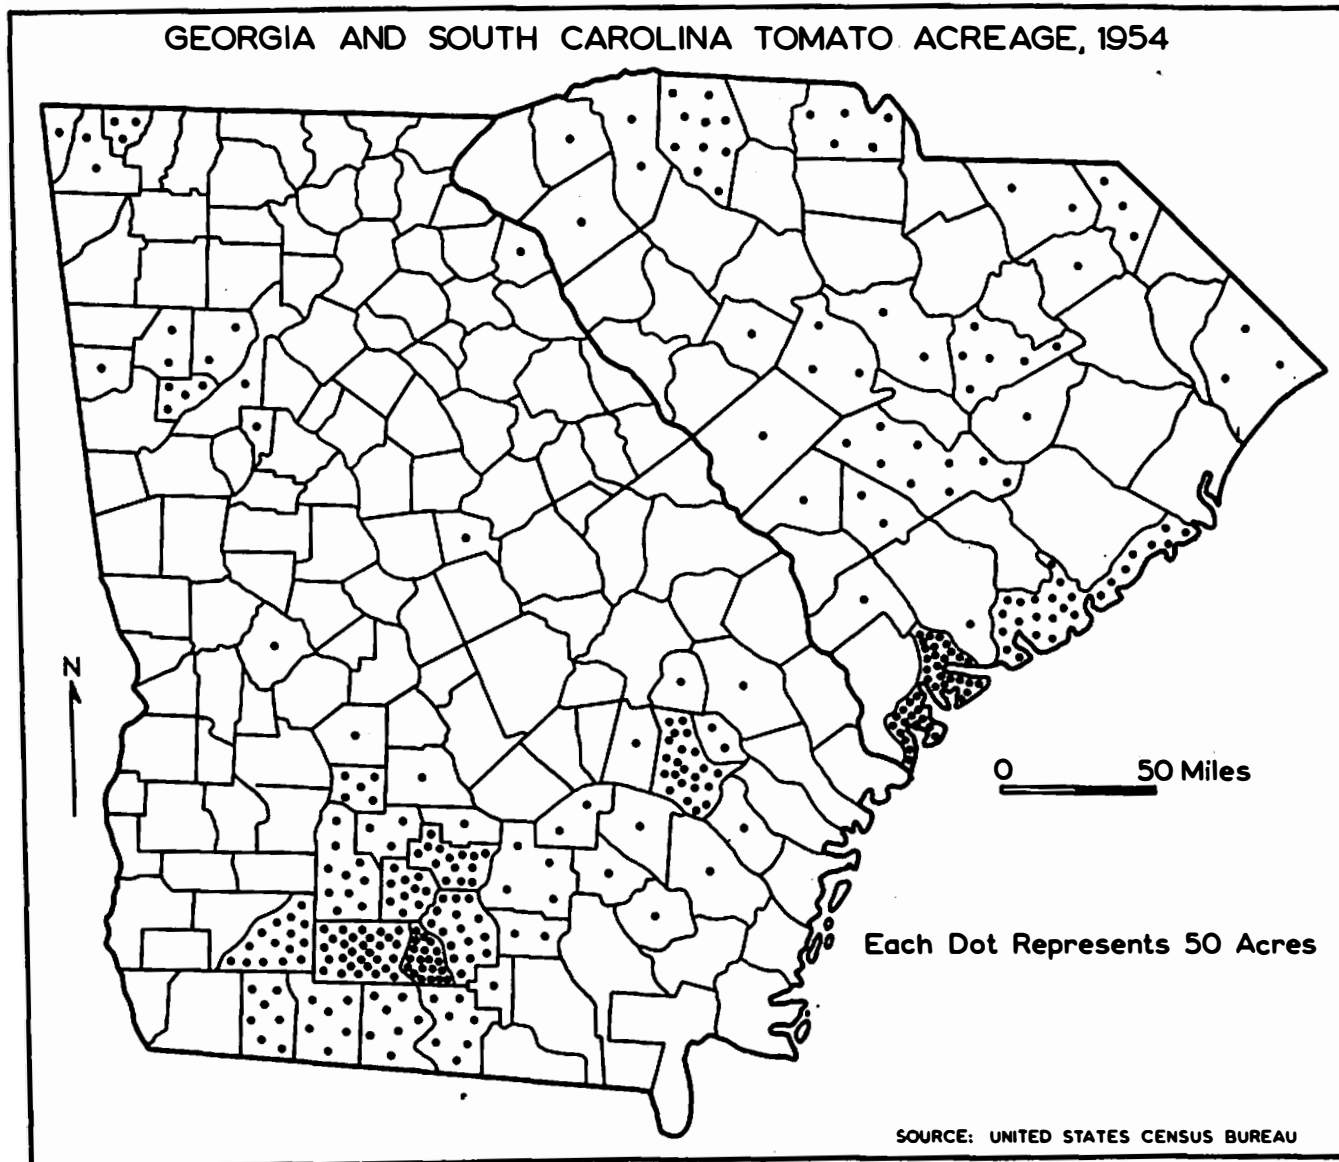 GEORGIA AND SOUTH CAROLINA TOMATO ACREAGE, 1954
N
0 50 Miles
Each Dot Represents 50 Acres
SOURCE: UNITED STATES CENSUS BUREAU